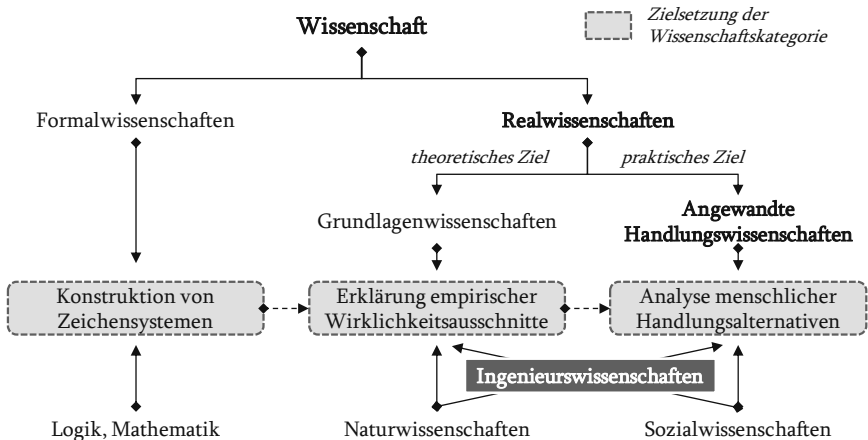 Wissenschaft
Zielsetzung der
Wissenschaftskategorie
Formalwissenschaften
Realwissenschaften
theoretisches Ziel
praktisches Ziel
Grundlagenwissenschaften
Angewandte
Handlungswissenschaften
Konstruktion von
Zeichensystemen
Erklärung empirischer
Wirklichkeitsausschnitte
Analyse menschlicher
Handlungsalternativen
Ingenieurswissenschaften
Logik, Mathematik
Naturwissenschaften
Sozialwissenschaften